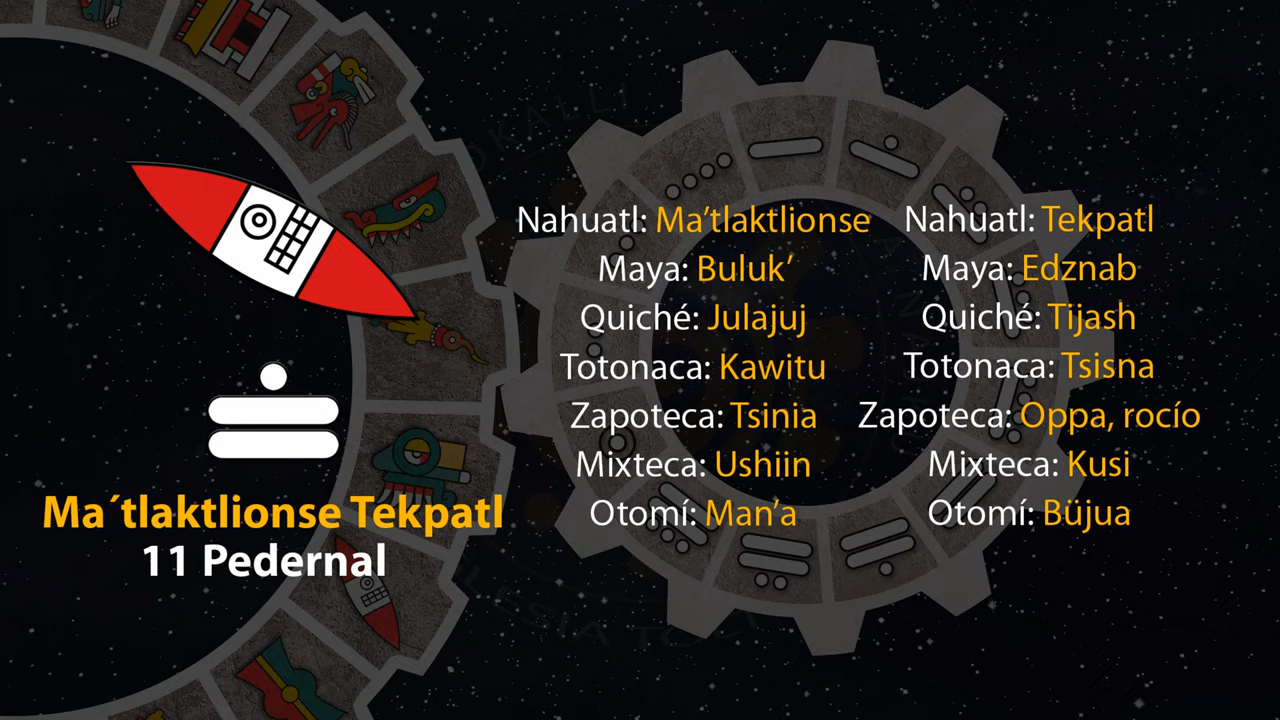 Nahuatl: Ma’tlaktlionse
Maya: Buluk’
Quiché: Julajuj
Totonaca: Kawitu
Zapoteca: Tsinia
Mixteca: Ushiin
Otomí: Man’a
Nahuatl: Tekpatl
Maya: Edznab
Quiché: Tijash
Totonaca: Tsisna
Zapoteca: Oppa, rocío
Mixteca: Kusi
Otomí: Büjua
Ma´tlaktlionse Tekpatl
11 Pedernal